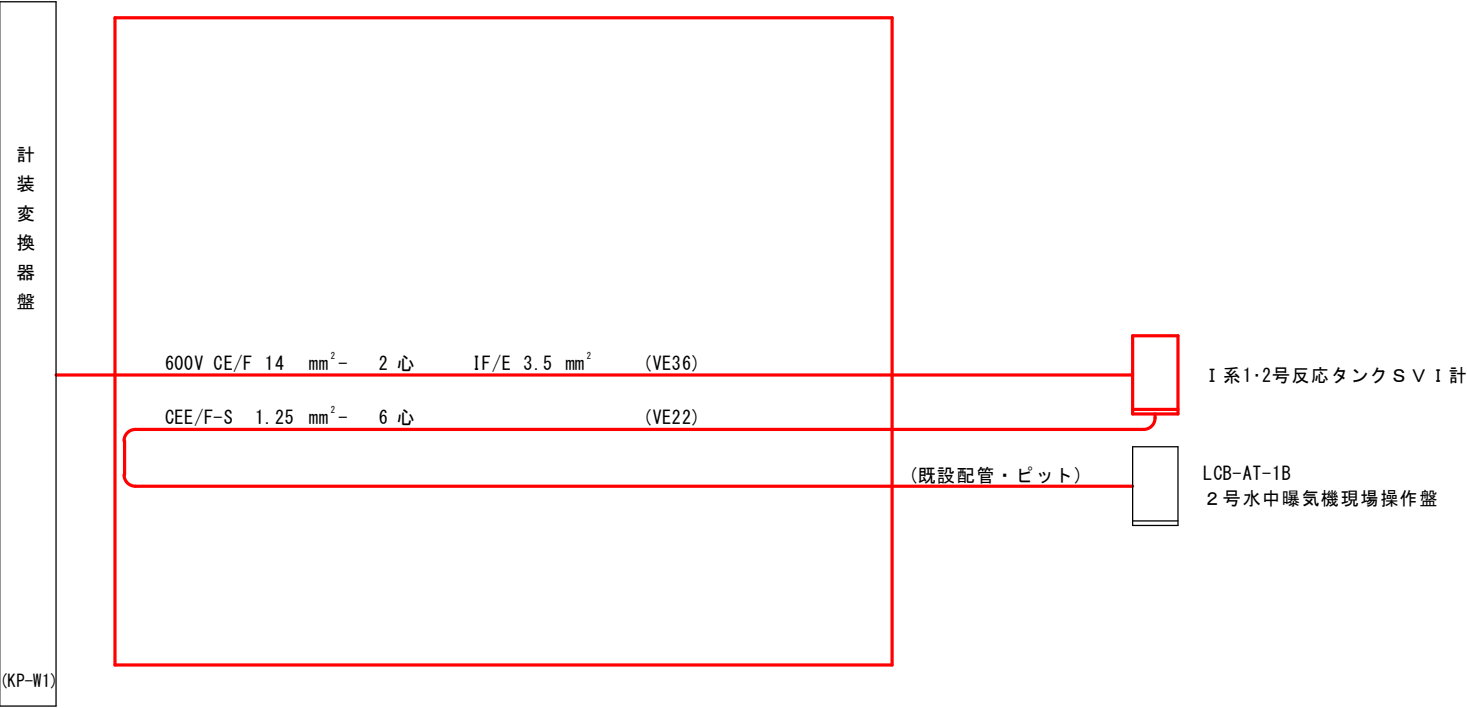 計装変換器盤
(KP-W1)
600V CE/F 14 mm²- 2 心 IF/E 3.5 mm² (VE36)
CEE/F-S 1.25 mm²- 6 心 (VE22)
(既設配管・ピット)
Ⅰ系1・2号反応タンクSVI計
LCB-AT-1B
2号水中曝気機現場操作盤